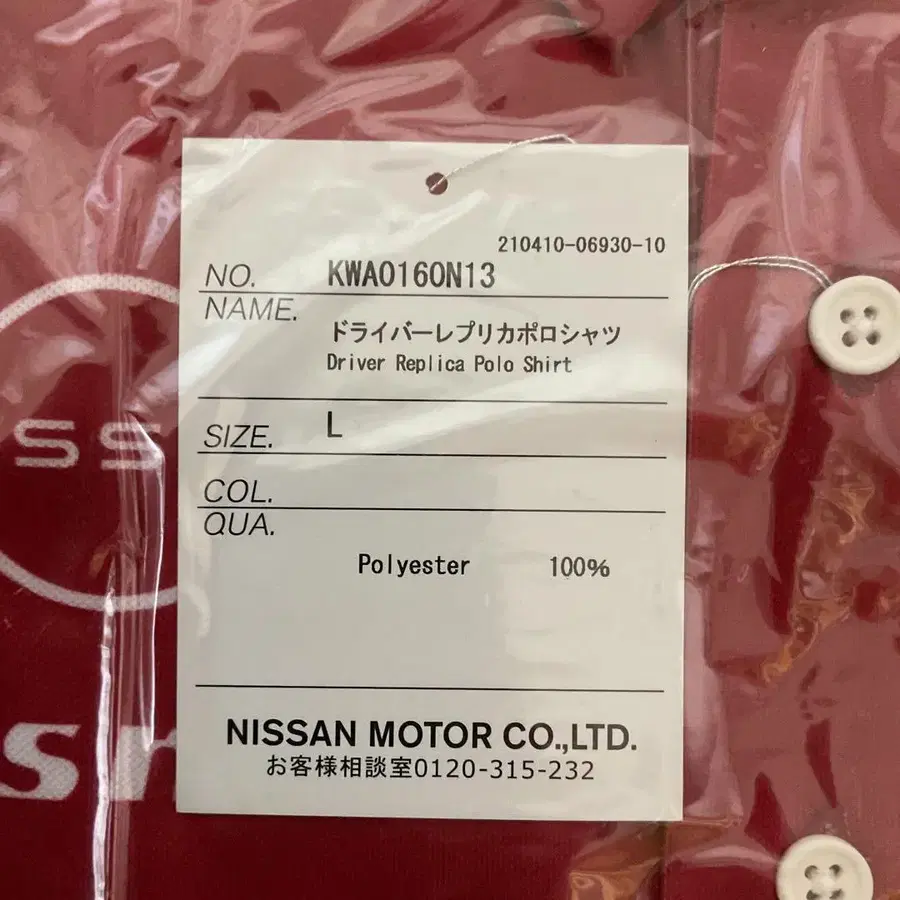 210410-06930-10
NO. KWA0160N13
NAME.
ドライバーレプリカポロシャツ
Driver Replica Polo Shirt
SIZE. L
COL.
QUA.
Polyester 100%
NISSAN MOTOR CO.,LTD.
お客様相談室0120-315-232